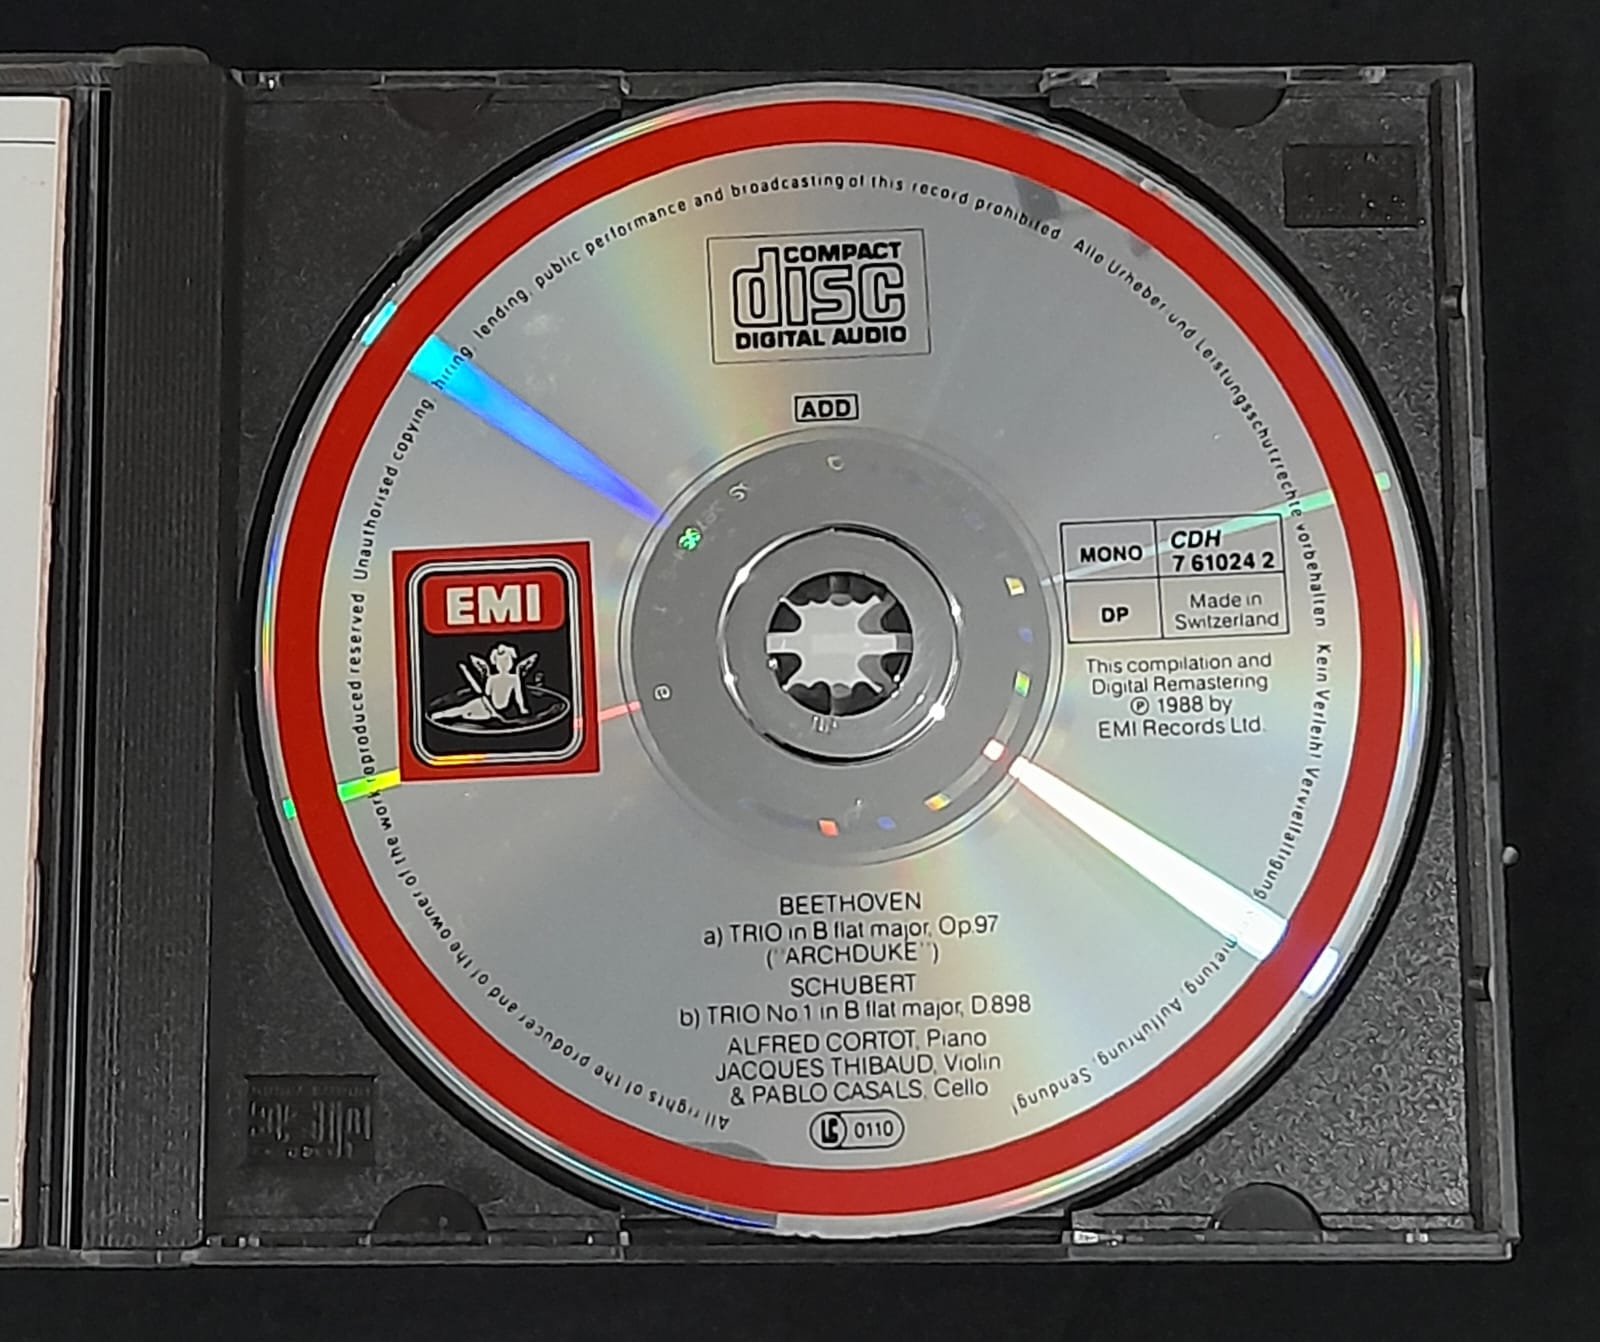 COMPACT
disc
DIGITAL AUDIO
ADD
EMI
MONO
CDH
7 61024 2
DP
Made in
Switzerland
This compilation and
Digital Remastering
℗ 1988 by
EMI Records Ltd.
BEETHOVEN
a) TRIO in B flat major, Op.97
("ARCHDUKE")
SCHUBERT
b) TRIO No 1 in B flat major, D.898
ALFRED CORTOT, Piano
JACQUES THIBAUD, Violin
& PABLO CASALS, Cello
LC 0110
All rights of the producer and of the owner of the work reproduced reserved Unauthorised copying, hiring, lending, public performance and broadcasting of this record prohibited Alle Urheber und Leistungsschutzrechte vorbehalten Kein Verleih! Vervielfältigung, Aufführung, Sendung!